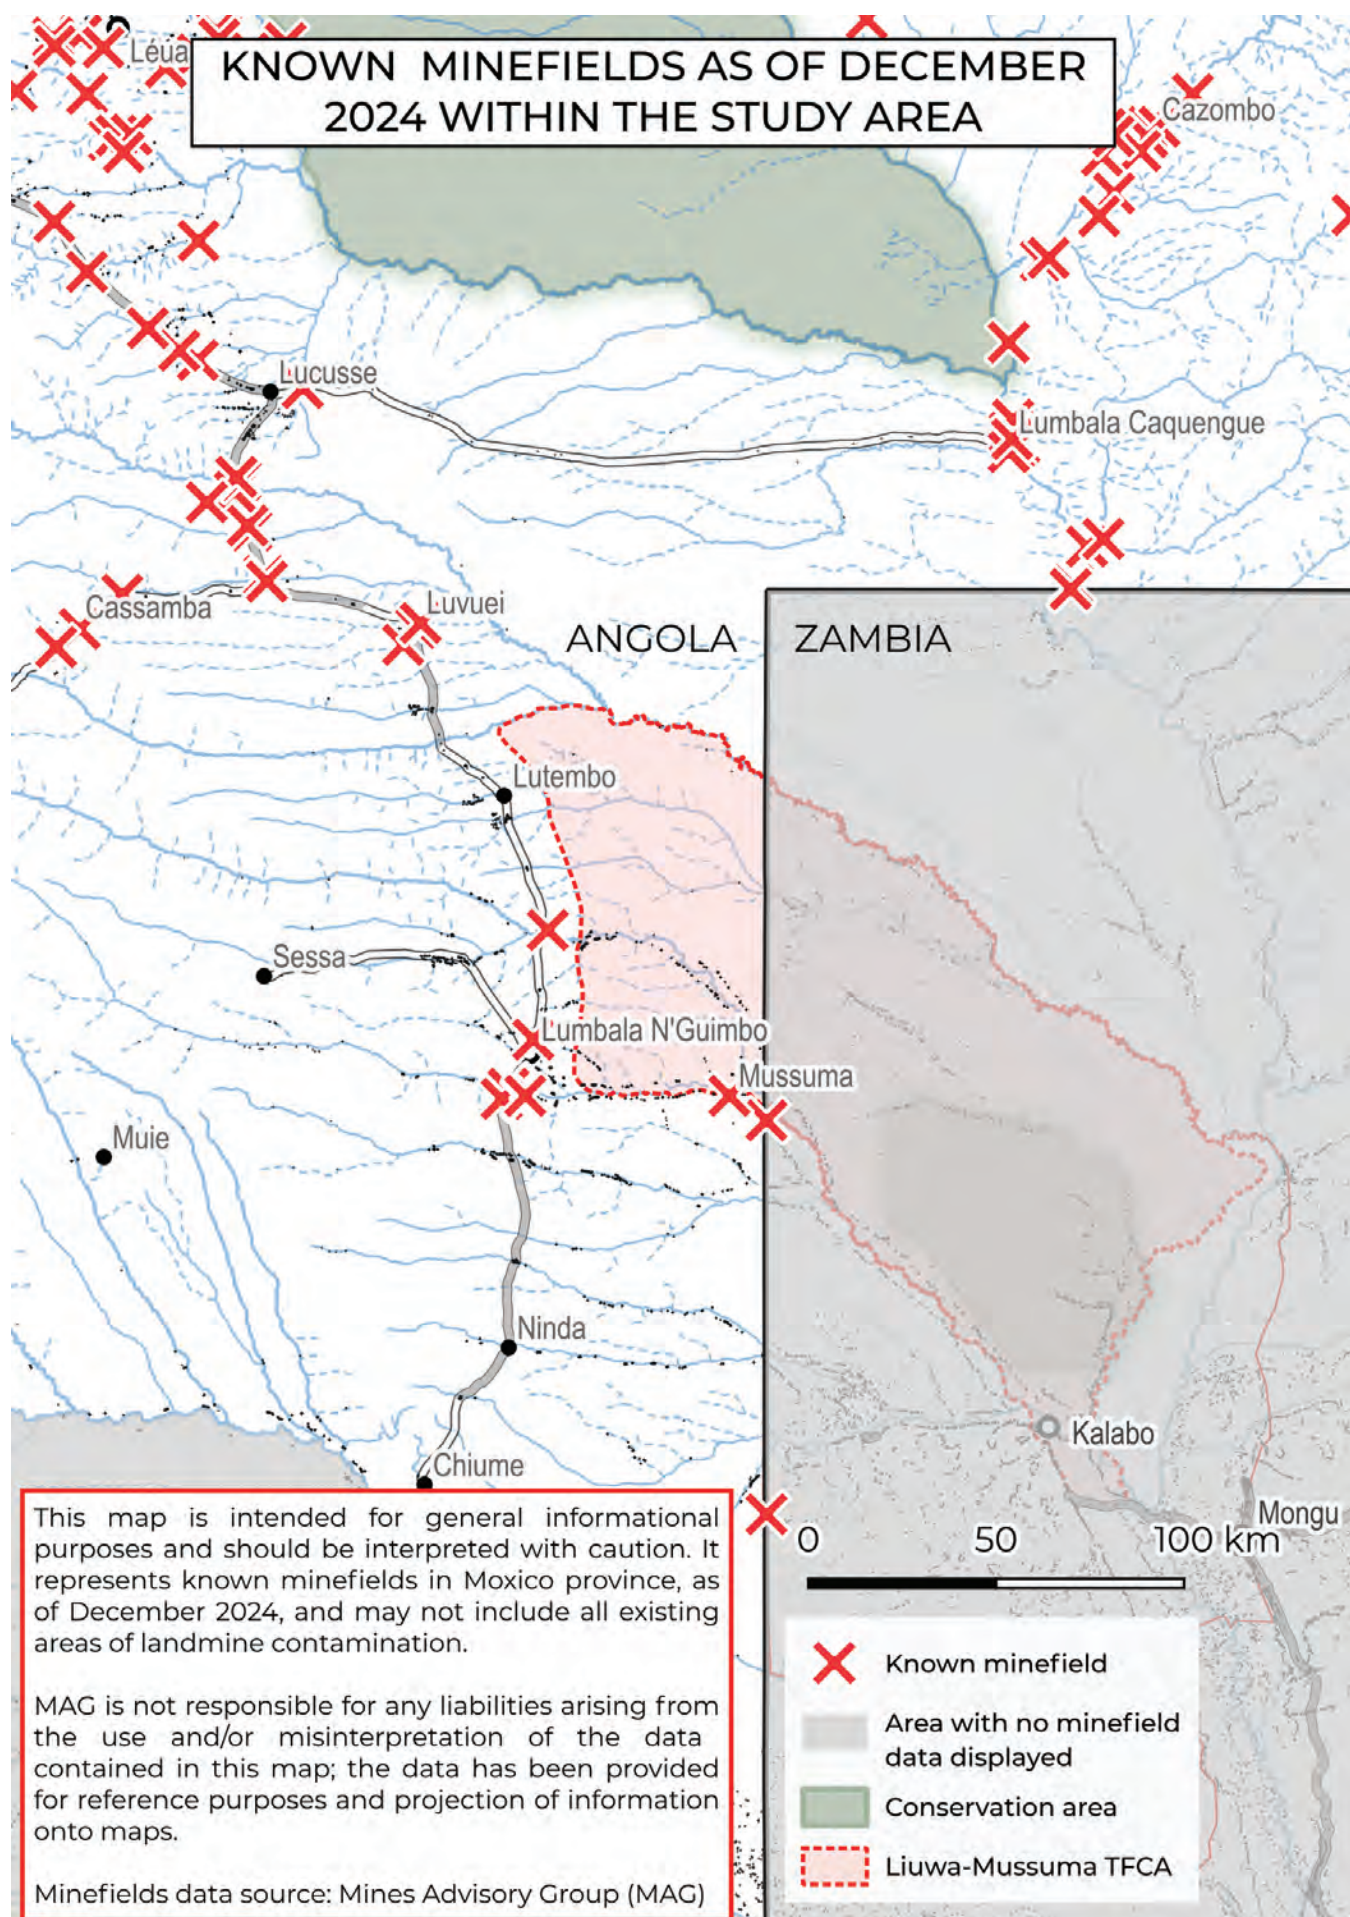 Léua
KNOWN MINEFIELDS AS OF DECEMBER
2024 WITHIN THE STUDY AREA
Cazombo
Lucusse
Lumbala Caquengue
Cassamba
Luvuei
ANGOLA
ZAMBIA
Lutembo
Sessa
Lumbala N'Guimbo
Mussuma
Muie
Ninda
Kalabo
Chiume
Mongu
0 50 100 km
This map is intended for general informational
purposes and should be interpreted with caution. It
represents known minefields in Moxico province, as
of December 2024, and may not include all existing
areas of landmine contamination.
MAG is not responsible for any liabilities arising from
the use and/or misinterpretation of the data
contained in this map; the data has been provided
for reference purposes and projection of information
onto maps.
Minefields data source: Mines Advisory Group (MAG)
Known minefield
Area with no minefield
data displayed
Conservation area
Liuwa-Mussuma TFCA